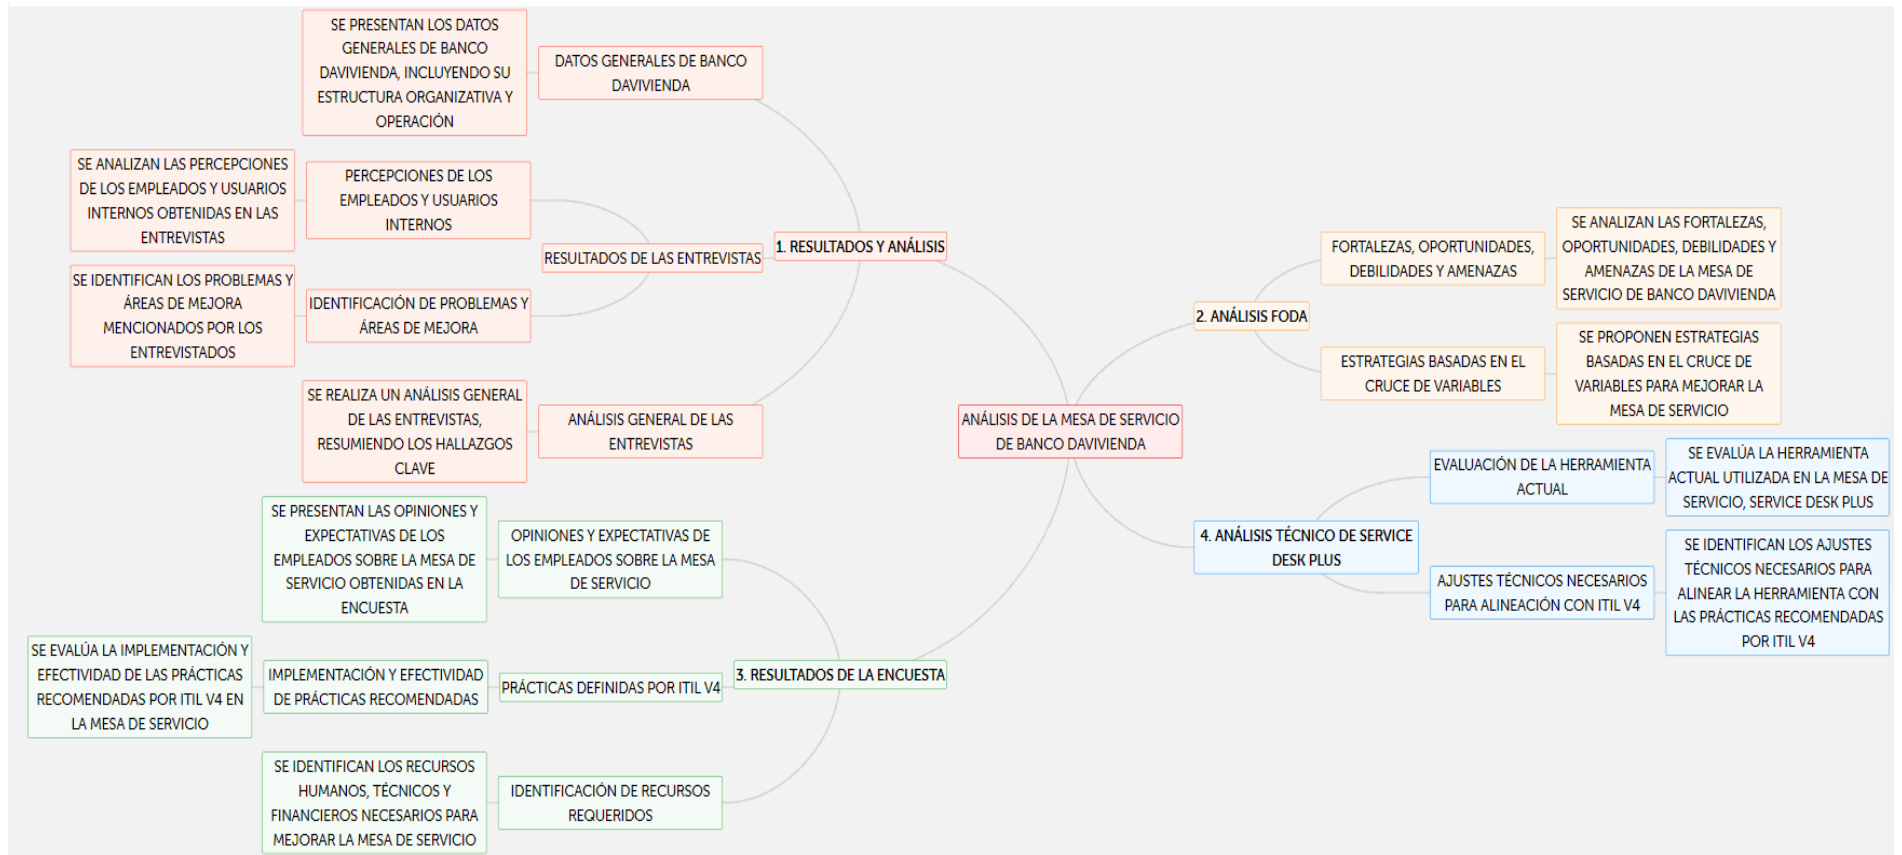 SE PRESENTAN LOS DATOS
GENERALES DE BANCO
DAVIVIENDA, INCLUYENDO SU
ESTRUCTURA ORGANIZATIVA Y
OPERACIÓN
DATOS GENERALES DE BANCO
DAVIVIENDA
SE ANALIZAN LAS PERCEPCIONES
DE LOS EMPLEADOS Y USUARIOS
INTERNOS OBTENIDAS EN LAS
ENTREVISTAS
PERCEPCIONES DE LOS
EMPLEADOS Y USUARIOS
INTERNOS
RESULTADOS DE LAS ENTREVISTAS
1. RESULTADOS Y ANÁLISIS
SE IDENTIFICAN LOS PROBLEMAS Y
ÁREAS DE MEJORA
MENCIONADOS POR LOS
ENTREVISTADOS
IDENTIFICACIÓN DE PROBLEMAS Y
ÁREAS DE MEJORA
SE REALIZA UN ANÁLISIS GENERAL
DE LAS ENTREVISTAS,
RESUMIENDO LOS HALLAZGOS
CLAVE
ANÁLISIS GENERAL DE LAS
ENTREVISTAS
ANÁLISIS DE LA MESA DE SERVICIO
DE BANCO DAVIVIENDA
2. ANÁLISIS FODA
FORTALEZAS, OPORTUNIDADES,
DEBILIDADES Y AMENAZAS
SE ANALIZAN LAS FORTALEZAS,
OPORTUNIDADES, DEBILIDADES Y
AMENAZAS DE LA MESA DE
SERVICIO DE BANCO DAVIVIENDA
ESTRATEGIAS BASADAS EN EL
CRUCE DE VARIABLES
SE PROPONEN ESTRATEGIAS
BASADAS EN EL CRUCE DE
VARIABLES PARA MEJORAR LA
MESA DE SERVICIO
SE PRESENTAN LAS OPINIONES Y
EXPECTATIVAS DE LOS
EMPLEADOS SOBRE LA MESA DE
SERVICIO OBTENIDAS EN LA
ENCUESTA
OPINIONES Y EXPECTATIVAS DE
LOS EMPLEADOS SOBRE LA MESA
DE SERVICIO
SE EVALÚA LA IMPLEMENTACIÓN Y
EFECTIVIDAD DE LAS PRÁCTICAS
RECOMENDADAS POR ITIL V4 EN
LA MESA DE SERVICIO
IMPLEMENTACIÓN Y EFECTIVIDAD
DE PRÁCTICAS RECOMENDADAS
PRÁCTICAS DEFINIDAS POR ITIL V4
3. RESULTADOS DE LA ENCUESTA
SE IDENTIFICAN LOS RECURSOS
HUMANOS, TÉCNICOS Y
FINANCIEROS NECESARIOS PARA
MEJORAR LA MESA DE SERVICIO
IDENTIFICACIÓN DE RECURSOS
REQUERIDOS
4. ANÁLISIS TÉCNICO DE SERVICE
DESK PLUS
EVALUACIÓN DE LA HERRAMIENTA
ACTUAL
SE EVALÚA LA HERRAMIENTA
ACTUAL UTILIZADA EN LA MESA DE
SERVICIO, SERVICE DESK PLUS
AJUSTES TÉCNICOS NECESARIOS
PARA ALINEACIÓN CON ITIL V4
SE IDENTIFICAN LOS AJUSTES
TÉCNICOS NECESARIOS PARA
ALINEAR LA HERRAMIENTA CON
LAS PRÁCTICAS RECOMENDADAS
POR ITIL V4